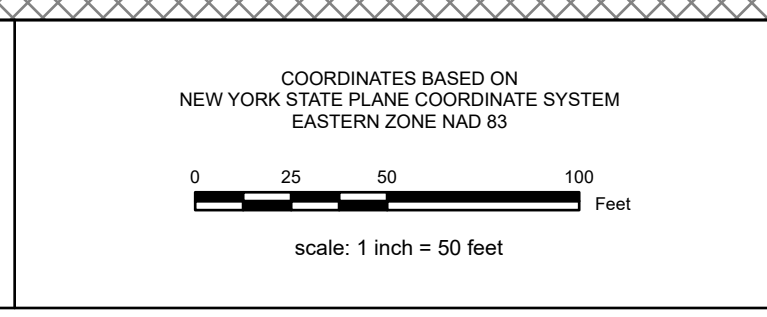 COORDINATES BASED ON
NEW YORK STATE PLANE COORDINATE SYSTEM
EASTERN ZONE NAD 83
0 25 50 100
Feet
scale: 1 inch = 50 feet